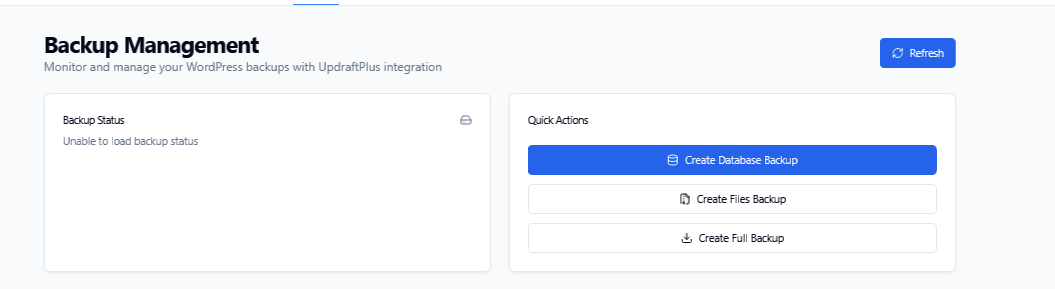 Backup Management
Monitor and manage your WordPress backups with UpdraftPlus integration
Refresh
Backup Status
Unable to load backup status
Quick Actions
Create Database Backup
Create Files Backup
Create Full Backup